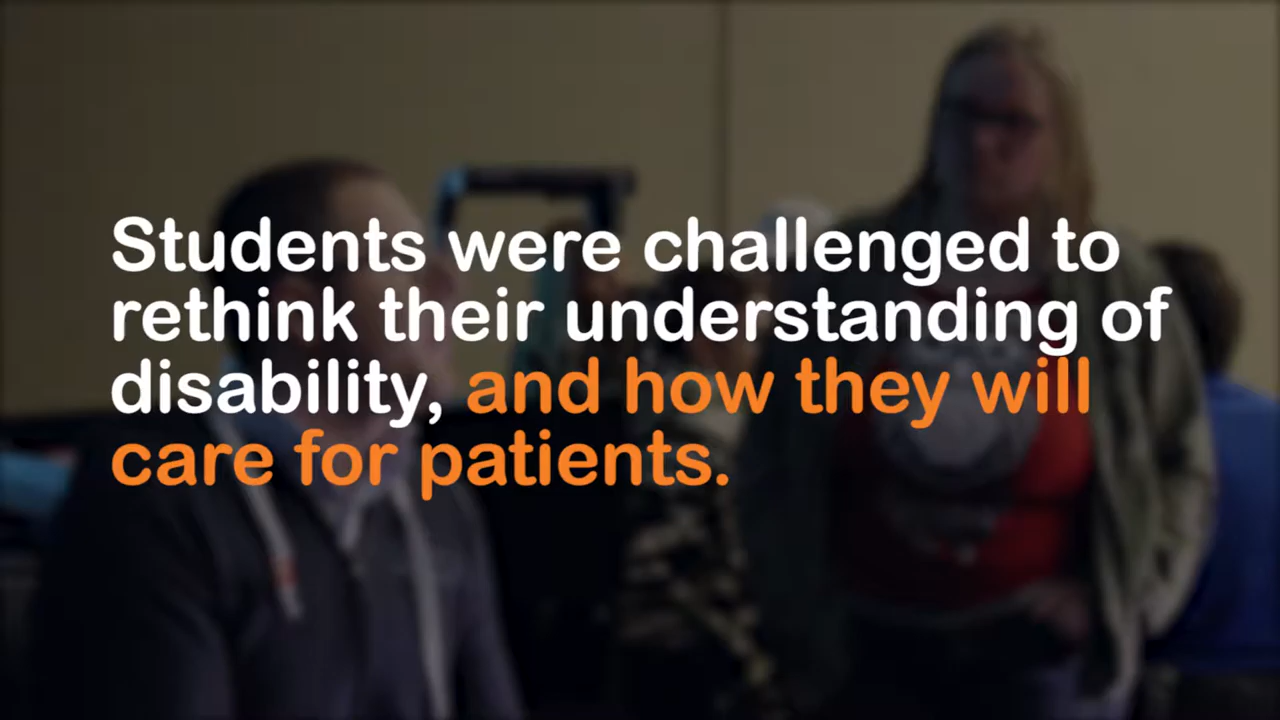 Students were challenged to
rethink their understanding of
disability, and how they will
care for patients.